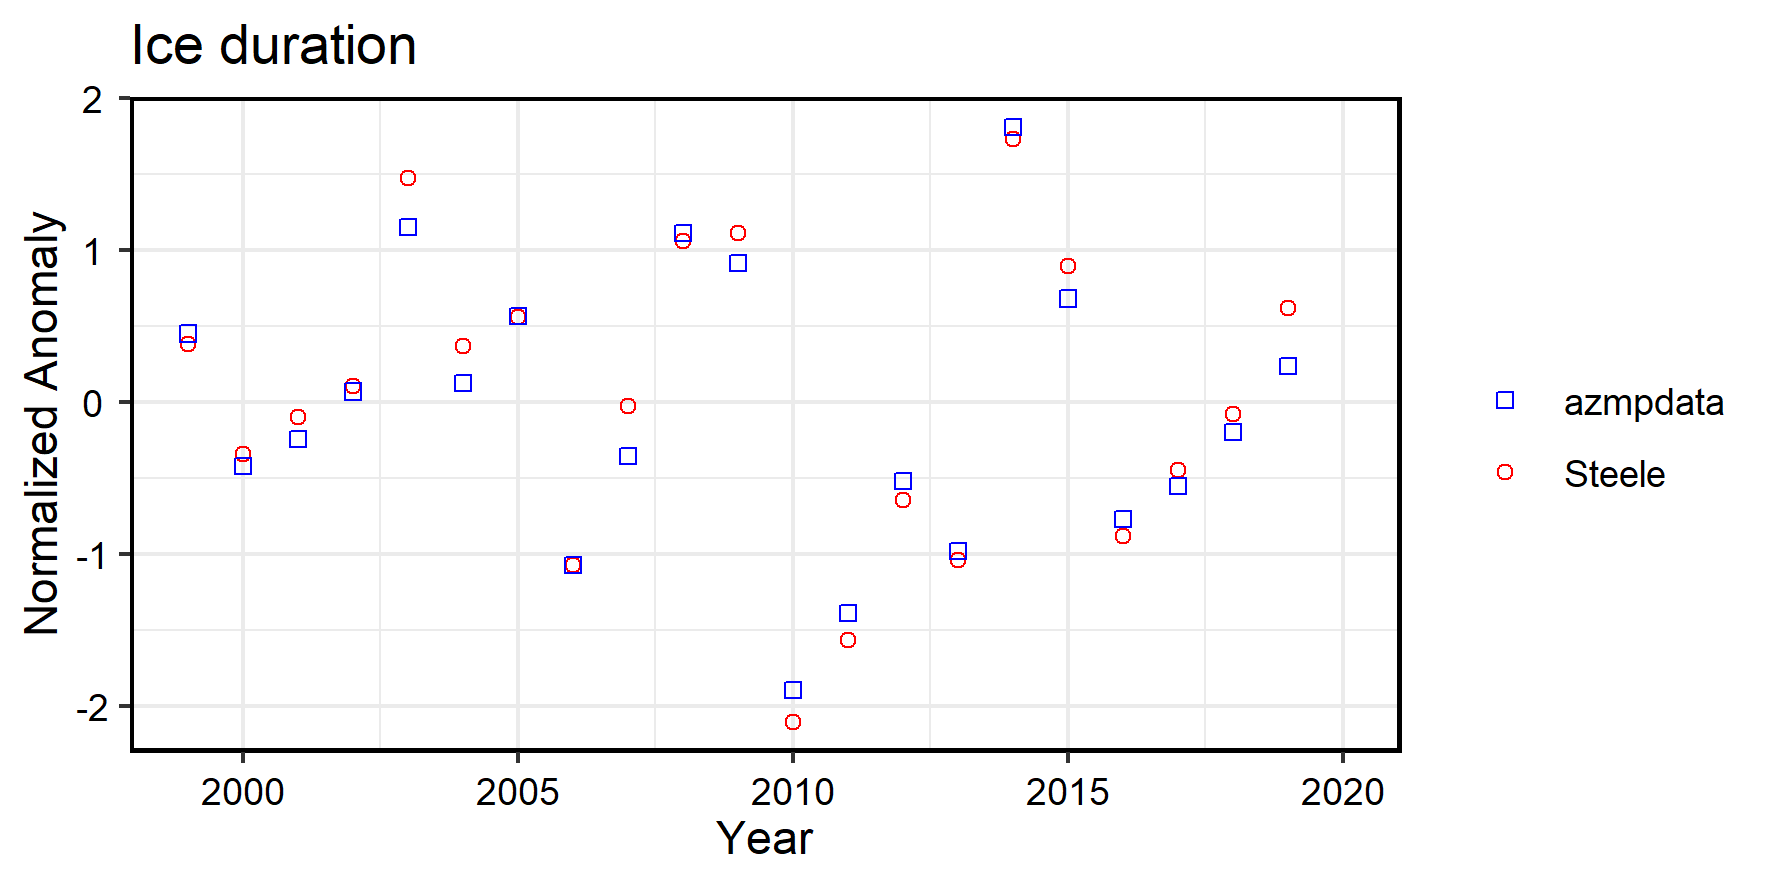 Ice duration
2
1
0
-1
-2
Normalized Anomaly
2000 2005 2010 2015 2020
Year
azmpdata
Steele